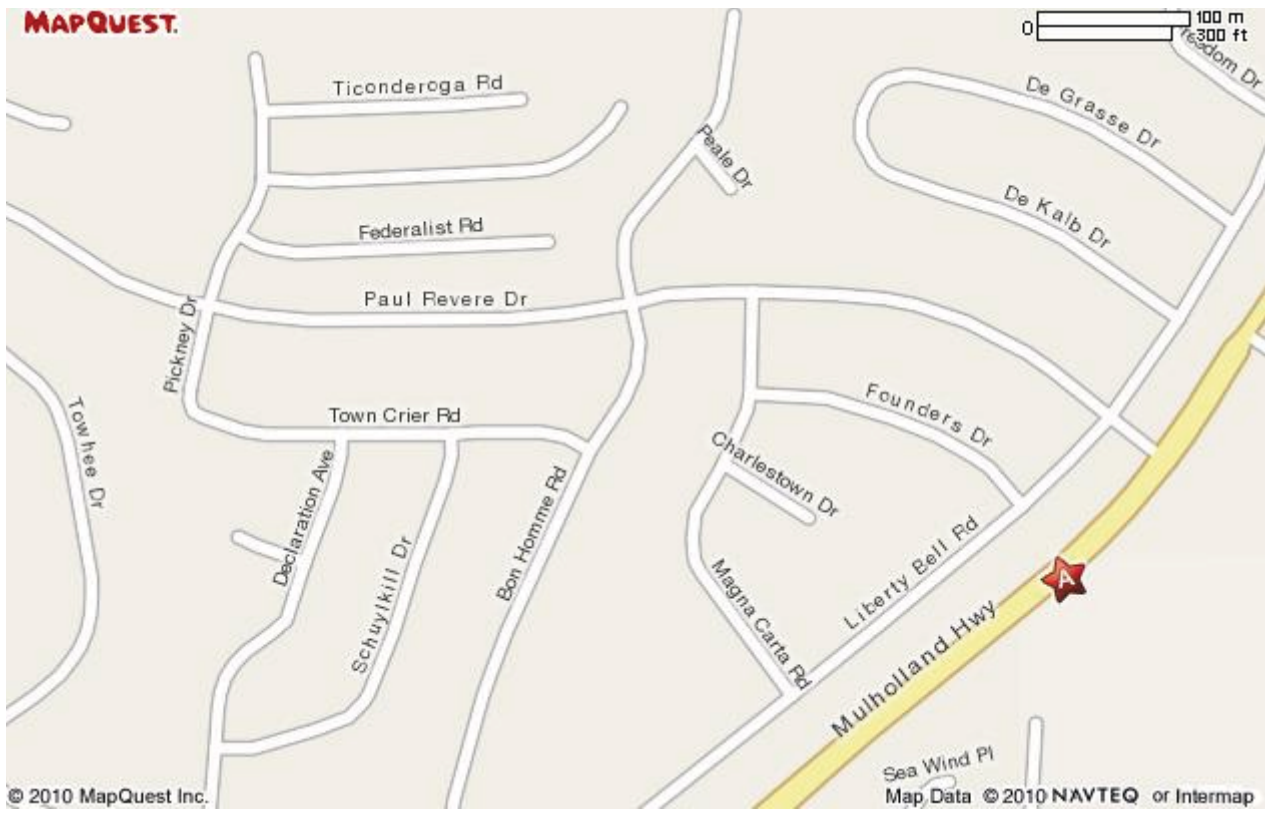 MAPQUEST.
0
100 m
300 ft
Freedom Dr
Ticonderoga Rd
De Grasse Dr
Peale Dr
De Kalb Dr
Federalist Rd
Paul Revere Dr
Pickney Dr
Founders Dr
Town Crier Rd
Towhee Dr
Charlestown Dr
Declaration Ave
Bon Homme Rd
Schuylkill Dr
Liberty Bell Rd
Magna Carta Rd
A
Mulholland Hwy
Sea Wind Pl
© 2010 MapQuest Inc.
Map Data © 2010 NAVTEQ or Intermap